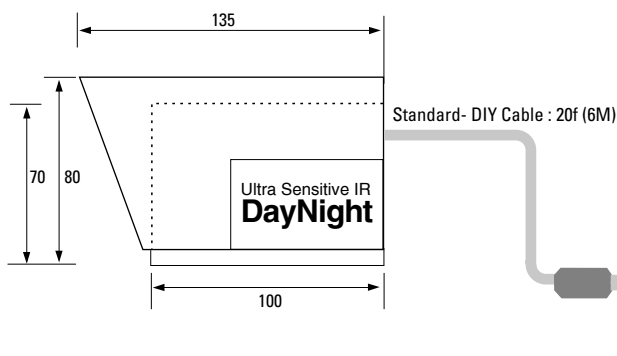 135
Standard- DIY Cable : 20f (6M)
70
80
Ultra Sensitive IR
DayNight
100